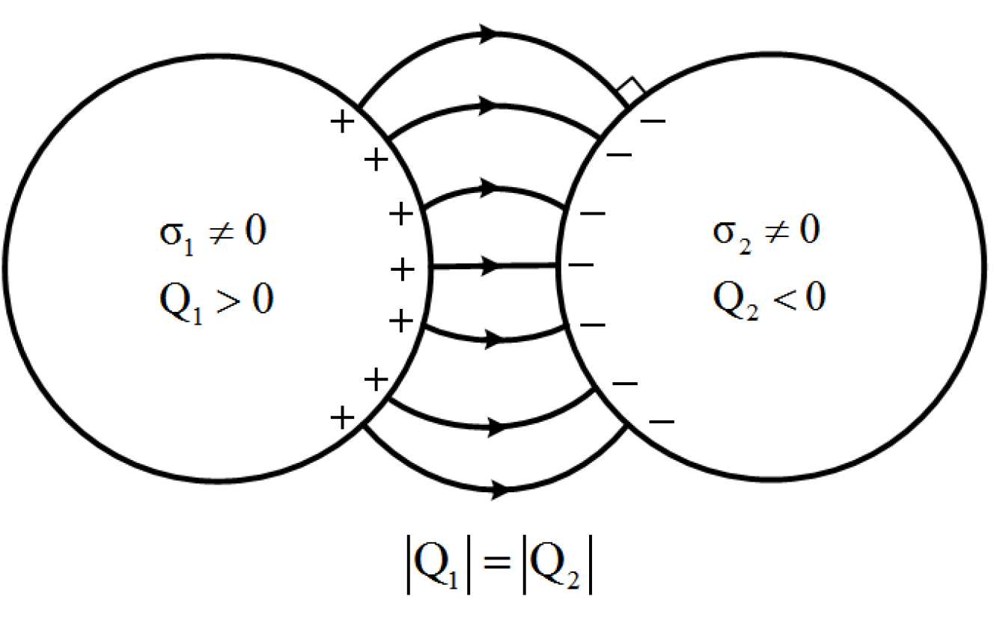 + −
+ −
+ −
σ₁ ≠ 0 σ₂ ≠ 0
+ −
Q₁ > 0 Q₂ < 0
+ −
+ −
+ −
|Q₁| = |Q₂|